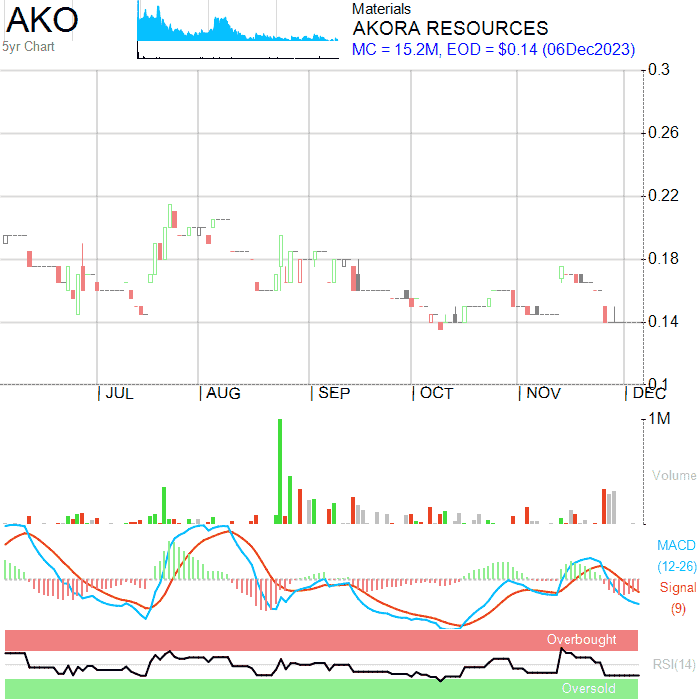 AKO
5yr Chart
Materials
AKORA RESOURCES
MC = 15.2M, EOD = $0.14 (06Dec2023)
0.3
0.26
0.22
0.18
0.14
0.1
JUL AUG SEP OCT NOV DEC
1M
Volume
MACD
(12-26)
Signal
(9)
Overbought
RSI(14)
Oversold